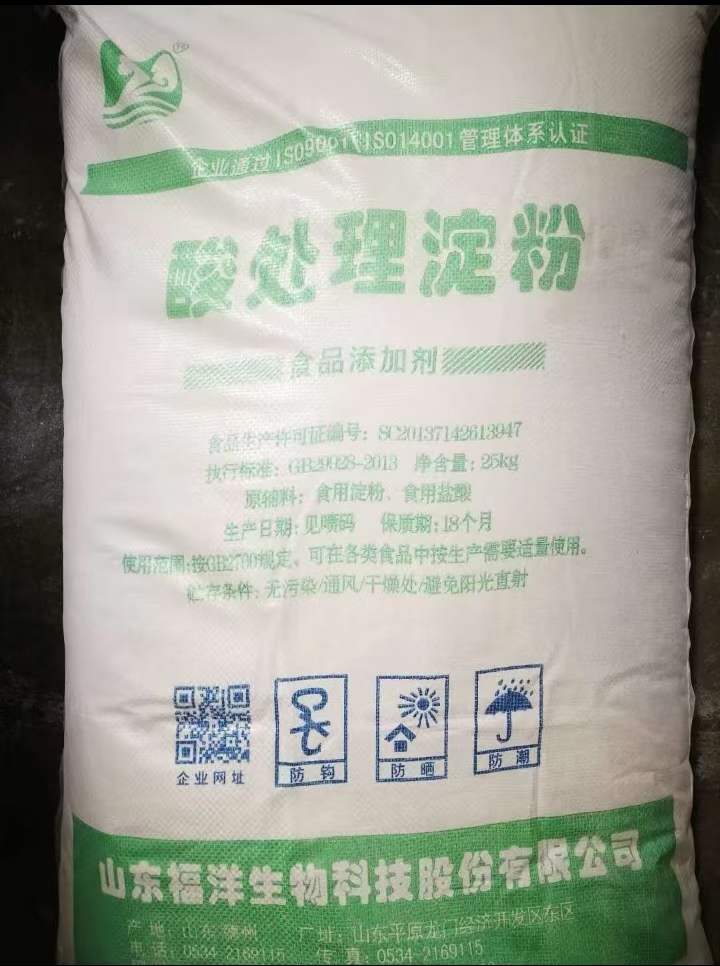 ®
企业通过ISO9001 ISO14001管理体系认证
酸处理淀粉
食品添加剂
食品生产许可证编号：SC20137142613947
执行标准：GB29928-2013 净含量：25kg
原辅料：食用淀粉、食用盐酸
生产日期：见喷码 保质期：18个月
使用范围：按GB2760规定，可在各类食品中按生产需要适量使用。
贮存条件：无污染/通风/干燥处/避免阳光直射
企业网址
防钩
防晒
防潮
山东福洋生物科技股份有限公司
产地：山东 德州 厂址：山东平原龙门经济开发区东区
电话：0534-2169115 传真：0534-2169115